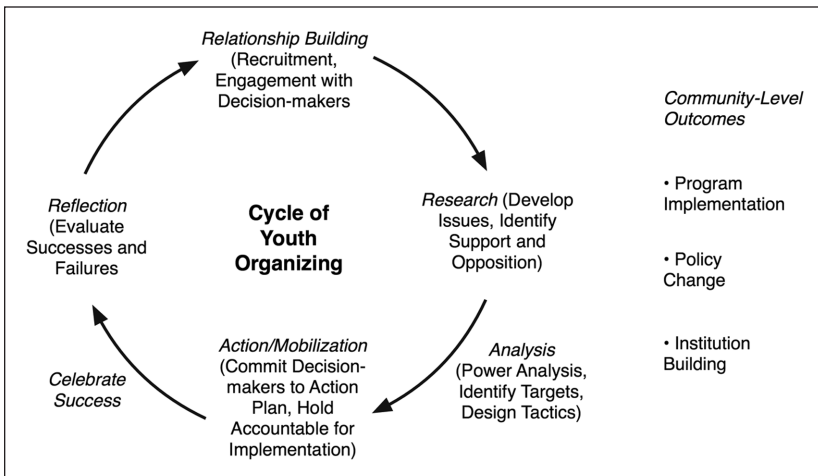 Relationship Building
(Recruitment,
Engagement with
Decision-makers
Research (Develop
Issues, Identify
Support and
Opposition)
Analysis
(Power Analysis,
Identify Targets,
Design Tactics)
Action/Mobilization
(Commit Decision-
makers to Action
Plan, Hold
Accountable for
Implementation)
Celebrate
Success
Reflection
(Evaluate
Successes and
Failures
Cycle of
Youth
Organizing
Community-Level
Outcomes
• Program
Implementation
• Policy
Change
• Institution
Building